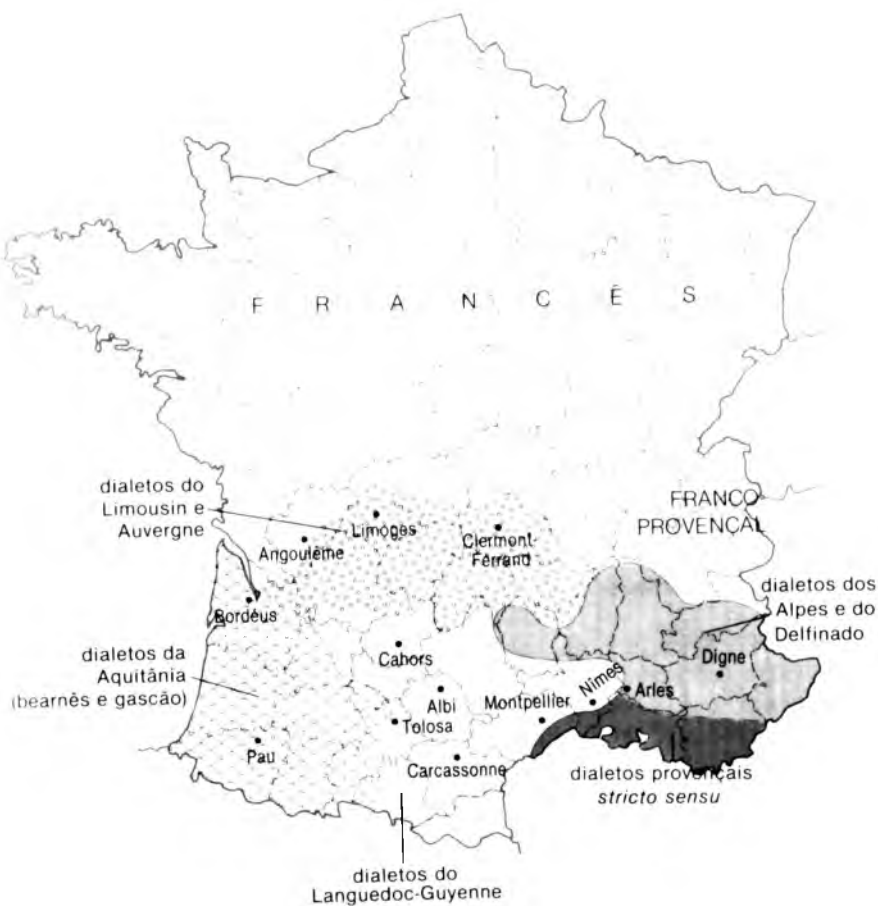 FRANCÊS
dialetos do
Limousin e
Auvergne
Limoges
Angoulême
Clermont-
Ferrand
FRANCO
PROVENÇAL
dialetos dos
Alpes e do
Delfinado
Bordéus
dialetos da
Aquitânia
(bearnês e gascão)
Cahors
Digne
Albi
Montpellier
Nîmes
Arles
Tolosa
Pau
Carcassonne
dialetos provençais
stricto sensu
dialetos do
Languedoc-Guyenne